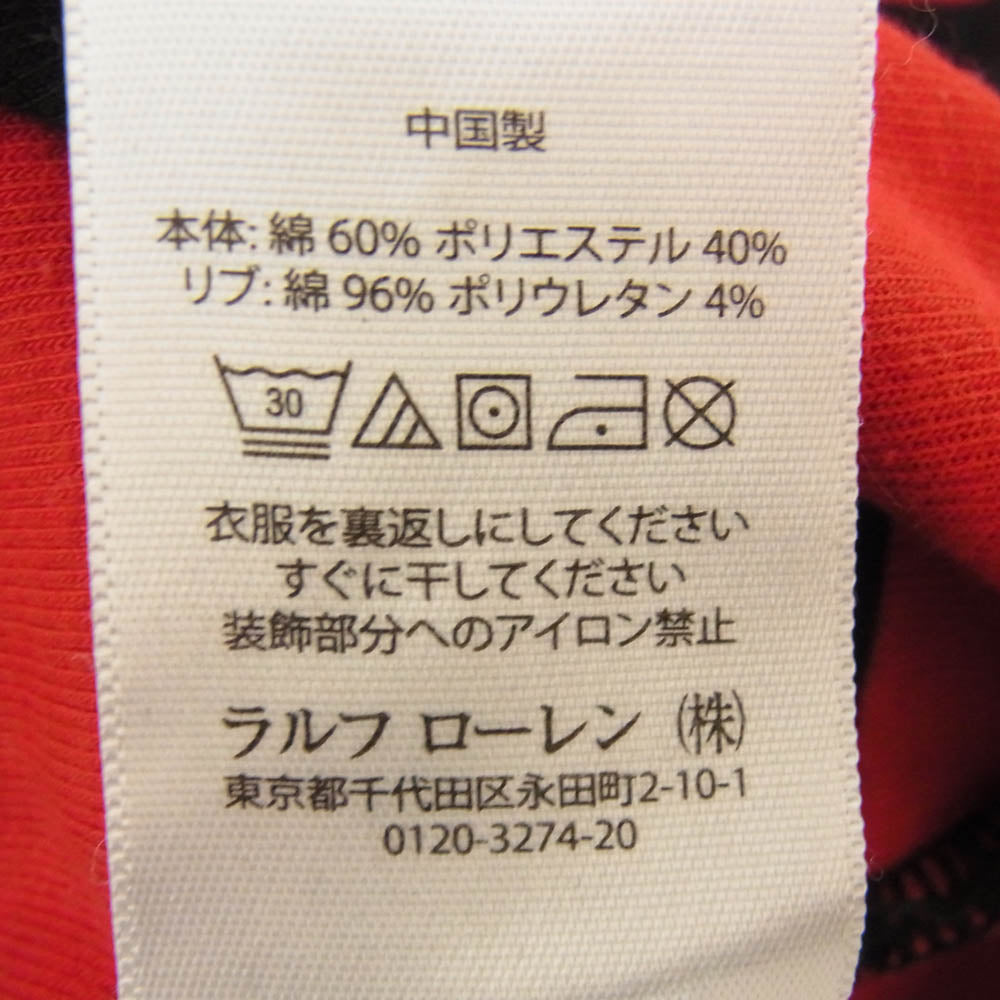 中国製
本体: 綿 60% ポリエステル 40%
リブ: 綿 96% ポリウレタン 4%
30
衣服を裏返しにしてください
すぐに干してください
装飾部分へのアイロン禁止
ラルフ ローレン (株)
東京都千代田区永田町2-10-1
0120-3274-20